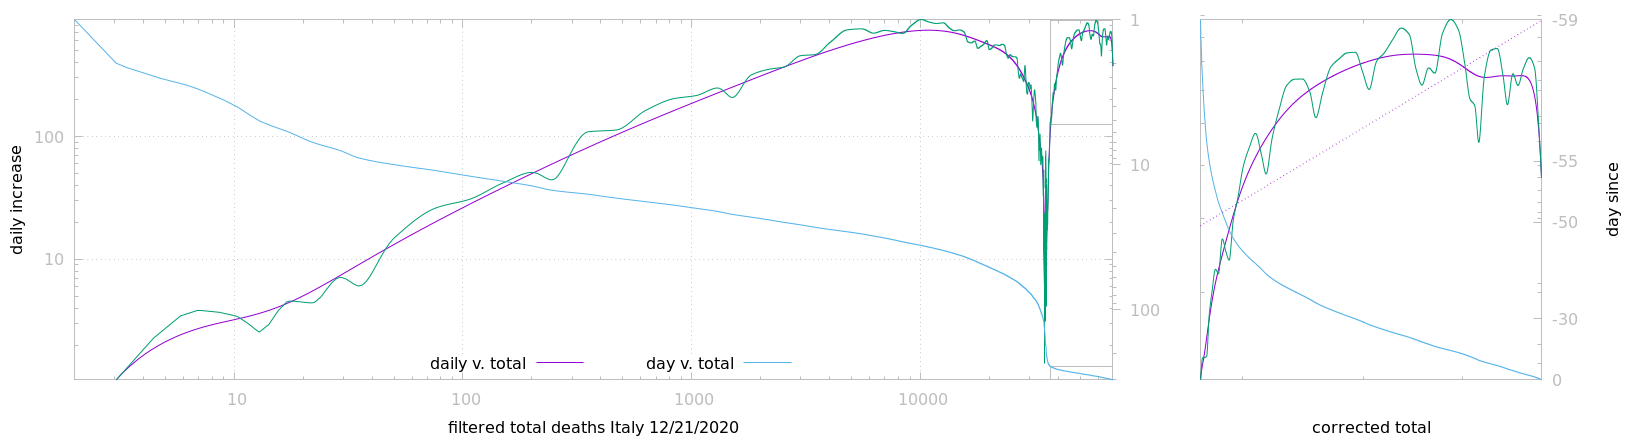 daily increase
100
10
daily v. total
day v. total
10
100
1000
10000
filtered total deaths Italy 12/21/2020
1
10
100
-59
-55
-50
-30
0
day since
corrected total